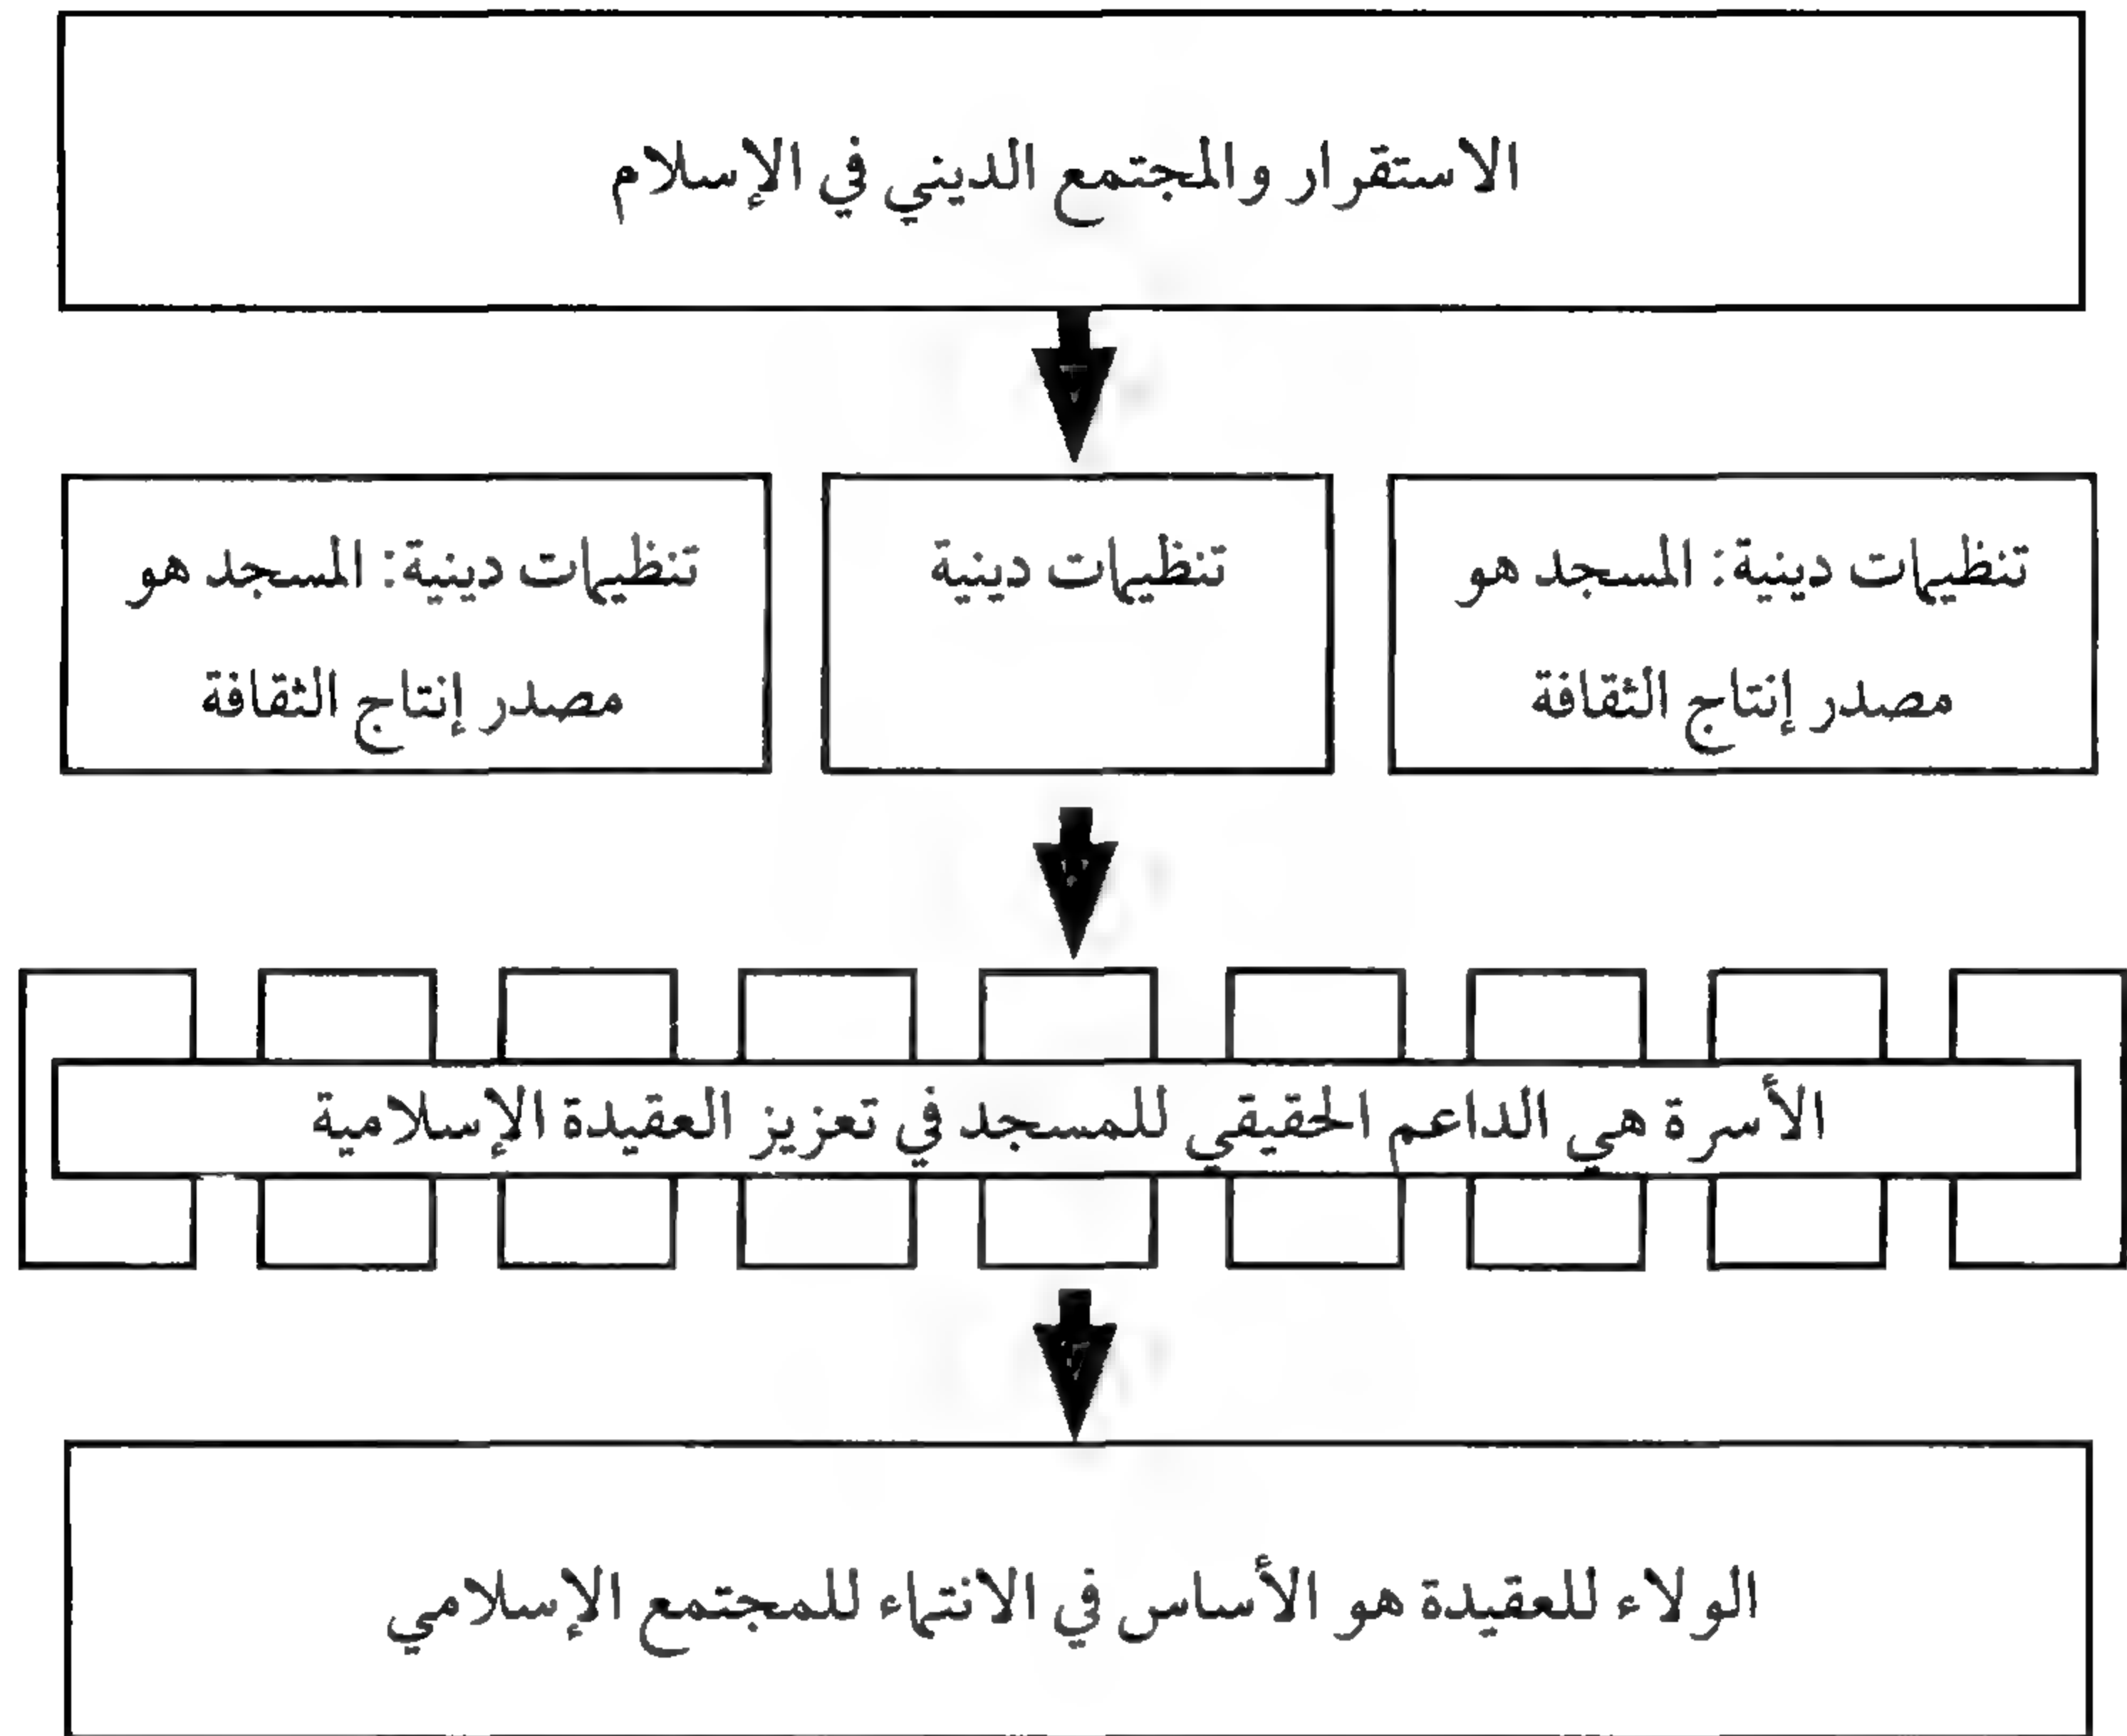 الاستقرار والمجتمع الديني في الإسلام
تنظيمات دينية: المسجد هو
مصدر إنتاج الثقافة
تنظيمات دينية
تنظيمات دينية: المسجد هو
مصدر إنتاج الثقافة
الأسرة هي الداعم الحقيقي للمسجد في تعزيز العقيدة الإسلامية
الولاء للعقيدة هو الأساس في الانتماء للمجتمع الإسلامي